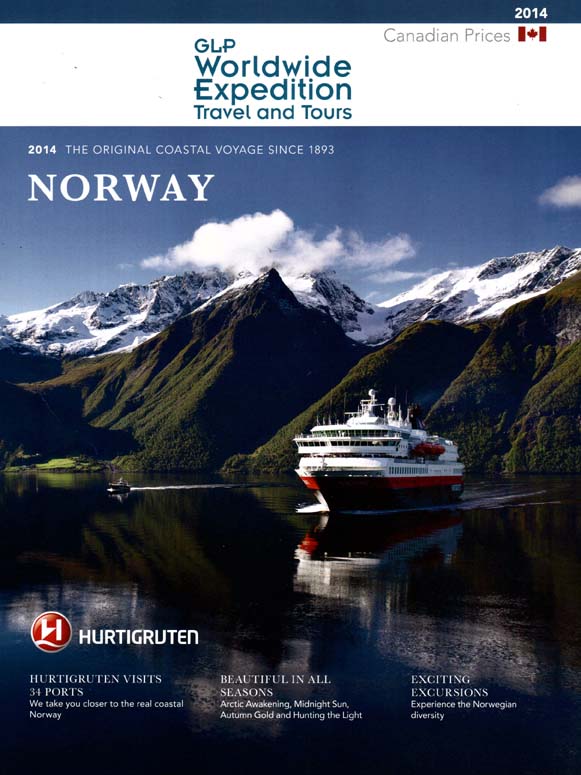 2014
Canadian Prices
GLP
Worldwide
Expedition
Travel and Tours
2014 THE ORIGINAL COASTAL VOYAGE SINCE 1893
NORWAY
H HURTIGRUTEN
HURTIGRUTEN VISITS
34 PORTS
We take you closer to the real coastal
Norway
BEAUTIFUL IN ALL
SEASONS
Arctic Awakening, Midnight Sun,
Autumn Gold and Hunting the Light
EXCITING
EXCURSIONS
Experience the Norwegian
diversity